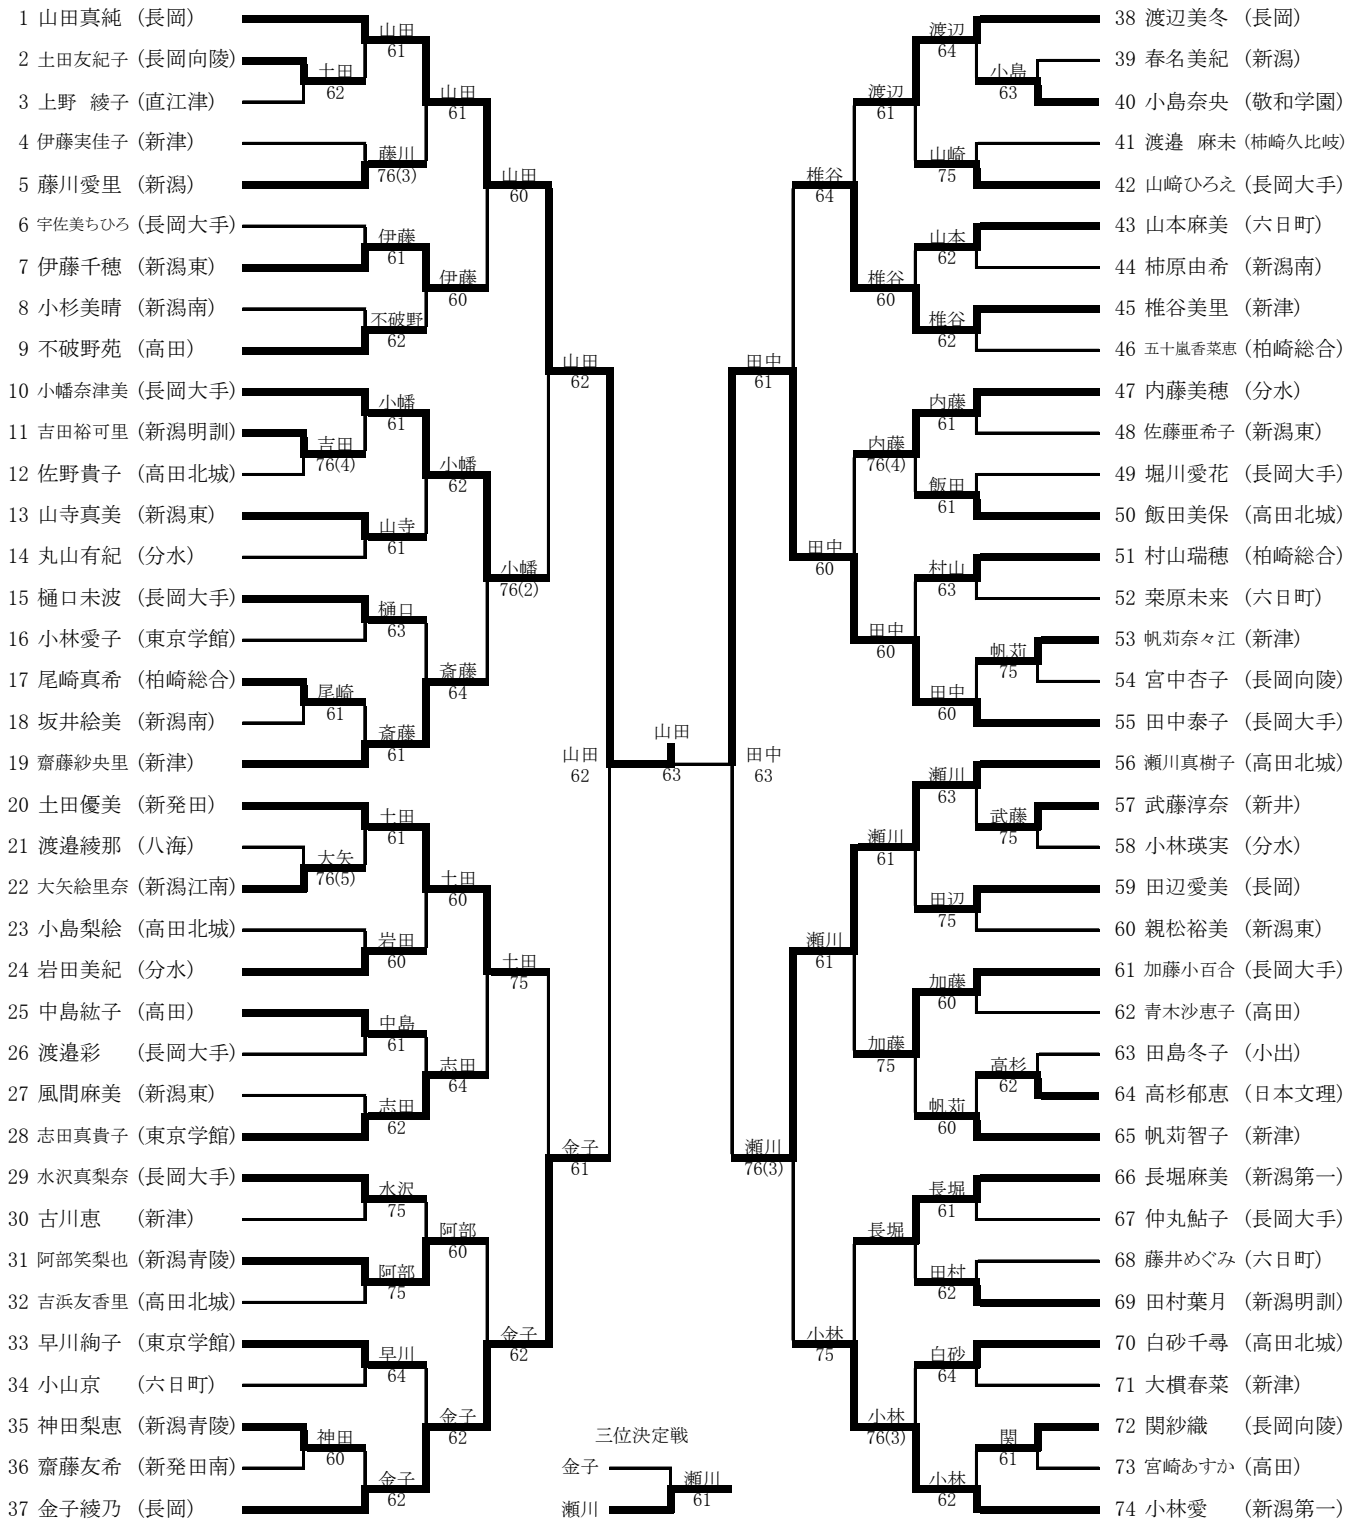 1 山田真純 (長岡)
2 土田友紀子 (長岡向陵)
3 上野 綾子 (直江津)
4 伊藤実佳子 (新津)
5 藤川愛里 (新潟)
6 宇佐美ちひろ (長岡大手)
7 伊藤千穂 (新潟東)
8 小杉美晴 (新潟南)
9 不破野苑 (高田)
10 小幡奈津美 (長岡大手)
11 吉田裕可里 (新潟明訓)
12 佐野貴子 (高田北城)
13 山寺真美 (新潟東)
14 丸山有紀 (分水)
15 樋口未波 (長岡大手)
16 小林愛子 (東京学館)
17 尾崎真希 (柏崎総合)
18 坂井絵美 (新潟南)
19 齋藤紗央里 (新津)
20 土田優美 (新発田)
21 渡邉綾那 (八海)
22 大矢絵里奈 (新潟江南)
23 小島梨絵 (高田北城)
24 岩田美紀 (分水)
25 中島紘子 (高田)
26 渡邉彩 (長岡大手)
27 風間麻美 (新潟東)
28 志田真貴子 (東京学館)
29 水沢真梨奈 (長岡大手)
30 古川恵 (新津)
31 阿部笑梨也 (新潟青陵)
32 吉浜友香里 (高田北城)
33 早川絢子 (東京学館)
34 小山京 (六日町)
35 神田梨恵 (新潟青陵)
36 齋藤友希 (新発田南)
37 金子綾乃 (長岡)
土田
62
吉田
76(4)
尾崎
61
大矢
76(5)
神田
60
山田
61
藤川
76(3)
伊藤
61
不破野
62
小幡
61
山寺
61
樋口
63
斎藤
61
土田
61
岩田
60
中島
61
志田
62
水沢
75
阿部
75
早川
64
金子
62
山田
61
伊藤
60
小幡
62
斎藤
64
土田
60
志田
64
阿部
60
金子
62
山田
60
小幡
76(2)
土田
75
金子
62
山田
62
金子
61
山田
62
山田
63
田中
63
田中
61
瀬川
76(3)
椎谷
64
田中
60
瀬川
61
小林
75
渡辺
61
椎谷
60
内藤
76(4)
田中
60
瀬川
61
加藤
75
長堀
小林
76(3)
渡辺
64
山崎
75
山本
62
椎谷
62
内藤
61
飯田
61
村山
63
田中
60
瀬川
63
田辺
75
加藤
60
帆苅
60
長堀
61
田村
62
白砂
64
小林
62
小島
63
帆苅
75
武藤
75
高杉
62
関
61
38 渡辺美冬 (長岡)
39 春名美紀 (新潟)
40 小島奈央 (敬和学園)
41 渡邉 麻未 (柿崎久比岐)
42 山﨑ひろえ (長岡大手)
43 山本麻美 (六日町)
44 柿原由希 (新潟南)
45 椎谷美里 (新津)
46 五十嵐香菜恵 (柏崎総合)
47 内藤美穂 (分水)
48 佐藤亜希子 (新潟東)
49 堀川愛花 (長岡大手)
50 飯田美保 (高田北城)
51 村山瑞穂 (柏崎総合)
52 桒原未来 (六日町)
53 帆苅奈々江 (新津)
54 宮中杏子 (長岡向陵)
55 田中泰子 (長岡大手)
56 瀬川真樹子 (高田北城)
57 武藤淳奈 (新井)
58 小林瑛実 (分水)
59 田辺愛美 (長岡)
60 親松裕美 (新潟東)
61 加藤小百合 (長岡大手)
62 青木沙恵子 (高田)
63 田島冬子 (小出)
64 高杉郁恵 (日本文理)
65 帆苅智子 (新津)
66 長堀麻美 (新潟第一)
67 仲丸鮎子 (長岡大手)
68 藤井めぐみ (六日町)
69 田村葉月 (新潟明訓)
70 白砂千尋 (高田北城)
71 大樌春菜 (新津)
72 関紗織 (長岡向陵)
73 宮崎あすか (高田)
74 小林愛 (新潟第一)
三位決定戦
金子
瀬川
瀬川
61